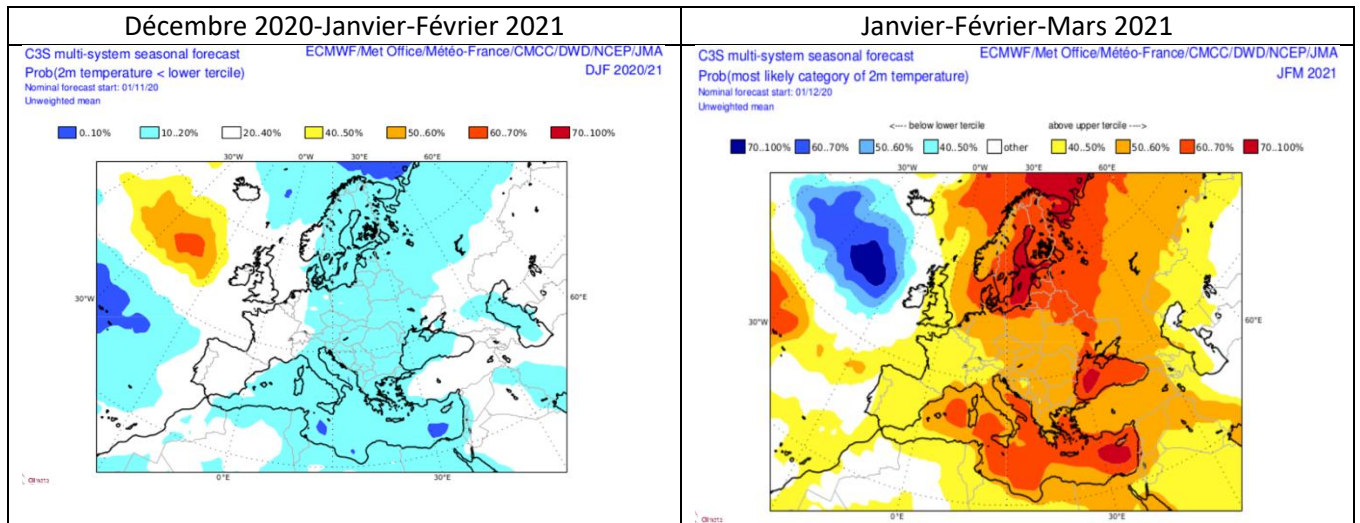 Décembre 2020-Janvier-Février 2021
C3S multi-system seasonal forecast
ECMWF/Met Office/Météo-France/CMCC/DWD/NCEP/JMA
Prob(2m temperature < lower tercile)
DJF 2020/21
Nominal forecast start: 01/11/20
Unweighted mean
0..10% 10..20% 20..40% 40..50% 50..60% 60..70% 70..100%
30°W 0°W 30°E 60°E
30°W
60°E
0°E 30°E
Janvier-Février-Mars 2021
C3S multi-system seasonal forecast
ECMWF/Met Office/Météo-France/CMCC/DWD/NCEP/JMA
Prob(most likely category of 2m temperature)
JFM 2021
Nominal forecast start: 01/12/20
Unweighted mean
<---- below lower tercile above upper tercile ---->
70..100% 60..70% 50..60% 40..50% other 40..50% 50..60% 60..70% 70..100%
30°W 0°W 30°E 60°E
30°W
60°E
0°E 30°E